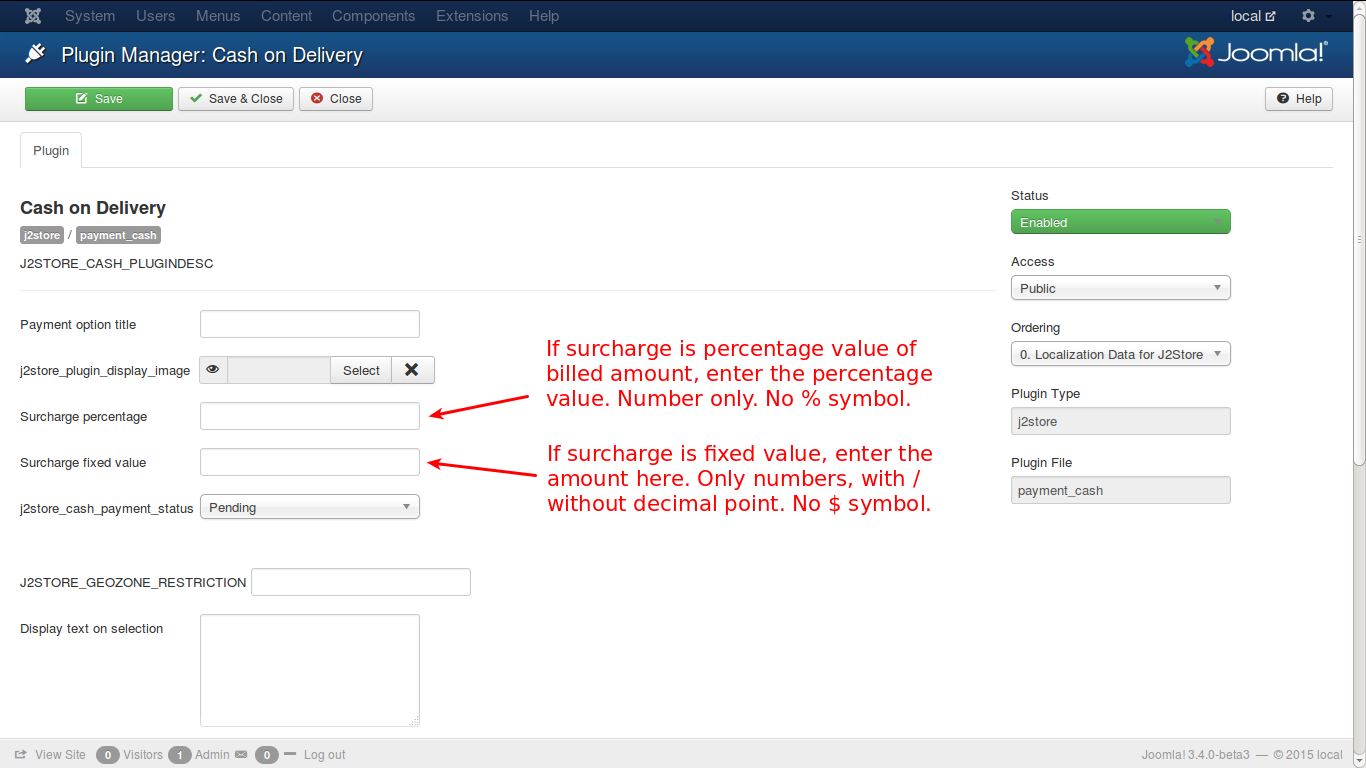 System Users Menus Content Components Extensions Help local
Plugin Manager: Cash on Delivery Joomla!®
Save Save & Close Close Help
Plugin
Cash on Delivery
j2store / payment_cash
J2STORE_CASH_PLUGINDESC
Payment option title
j2store_plugin_display_image Select
Surcharge percentage
Surcharge fixed value
j2store_cash_payment_status Pending
J2STORE_GEOZONE_RESTRICTION
Display text on selection
If surcharge is percentage value of
billed amount, enter the percentage
value. Number only. No % symbol.
If surcharge is fixed value, enter the
amount here. Only numbers, with /
without decimal point. No $ symbol.
Status
Enabled
Access
Public
Ordering
0. Localization Data for J2Store
Plugin Type
j2store
Plugin File
payment_cash
View Site 0 Visitors 1 Admin 0 Log out Joomla! 3.4.0-beta3 — © 2015 local